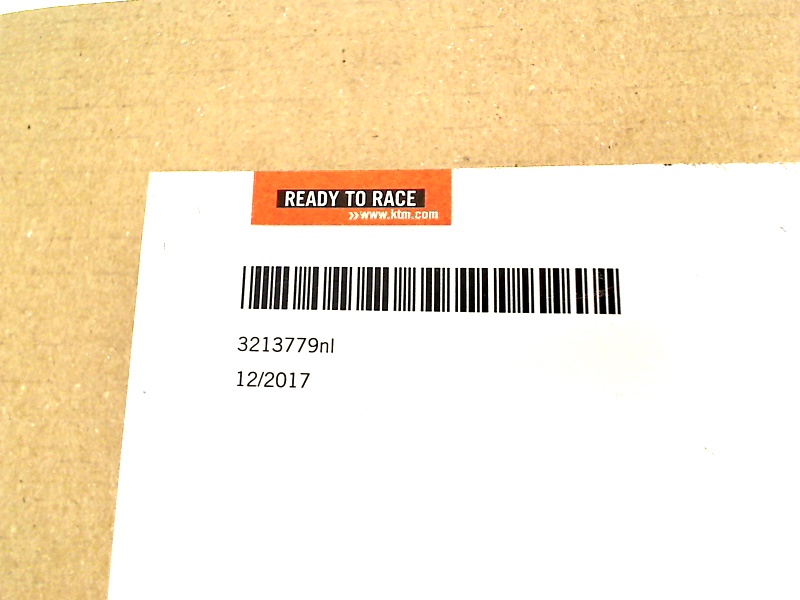 READY TO RACE
»www.ktm.com
3213779nl
12/2017